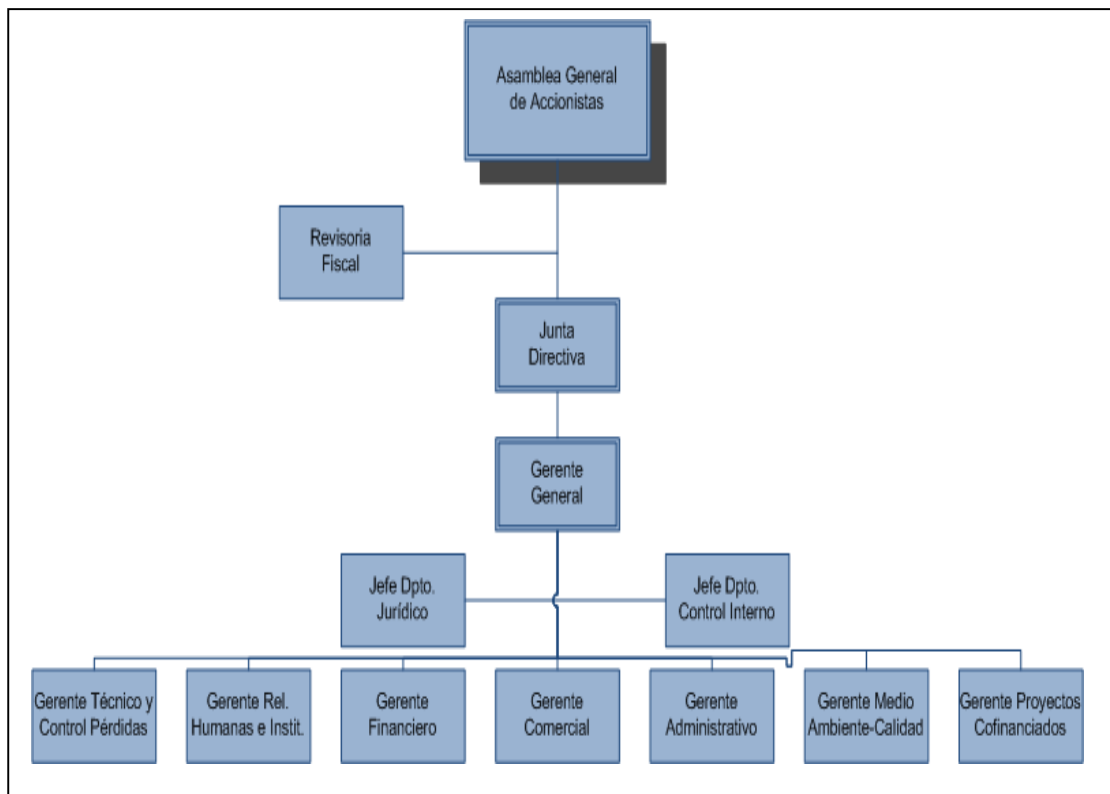 Asamblea General
de Accionistas
Revisoria
Fiscal
Junta
Directiva
Gerente
General
Jefe Dpto.
Jurídico
Jefe Dpto.
Control Interno
Gerente Técnico y
Control Pérdidas
Gerente Rel.
Humanas e Instit.
Gerente
Financiero
Gerente
Comercial
Gerente
Administrativo
Gerente Medio
Ambiente-Calidad
Gerente Proyectos
Cofinanciados